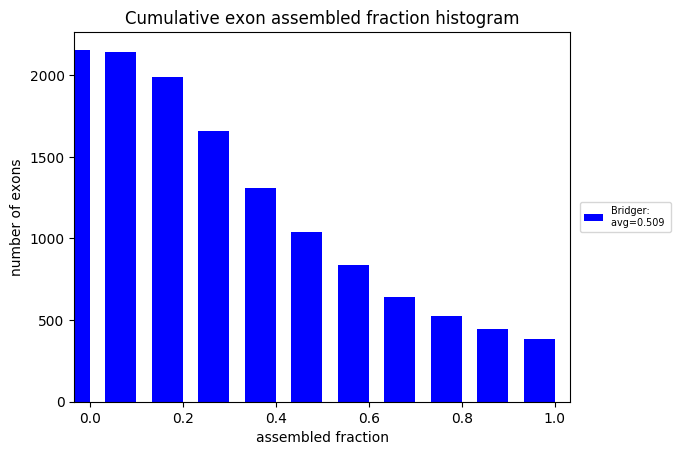 Cumulative exon assembled fraction histogram
number of exons
2000
1500
1000
500
0
0.0 0.2 0.4 0.6 0.8 1.0
assembled fraction
Bridger:
avg=0.509